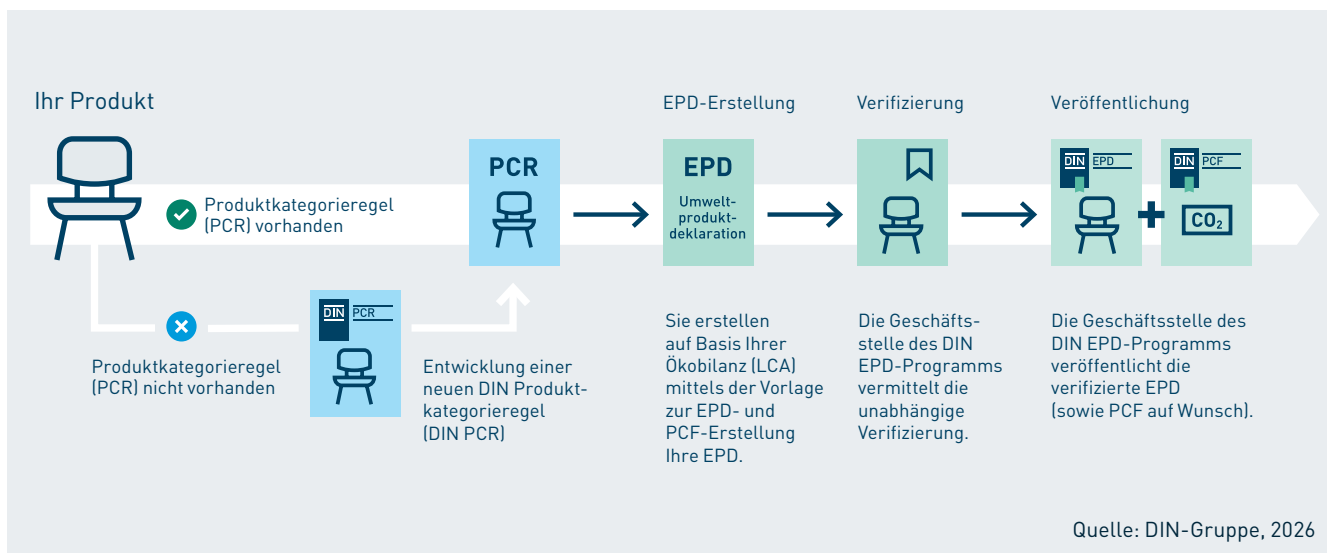 Ihr Produkt
Produktkategorieregel
(PCR) vorhanden
Produktkategorieregel
(PCR) nicht vorhanden
DIN PCR
Entwicklung einer
neuen DIN Produkt-
kategorieregel
(DIN PCR)
PCR
EPD-Erstellung
EPD
Umwelt-
produkt-
deklaration
Sie erstellen
auf Basis Ihrer
Ökobilanz (LCA)
mittels der Vorlage
zur EPD- und
PCF-Erstellung
Ihre EPD.
Verifizierung
Die Geschäfts-
stelle des DIN
EPD-Programms
vermittelt die
unabhängige
Verifizierung.
Veröffentlichung
DIN EPD
DIN PCF
CO₂
Die Geschäftsstelle des
DIN EPD-Programms
veröffentlicht die
verifizierte EPD
(sowie PCF auf Wunsch).
Quelle: DIN-Gruppe, 2026